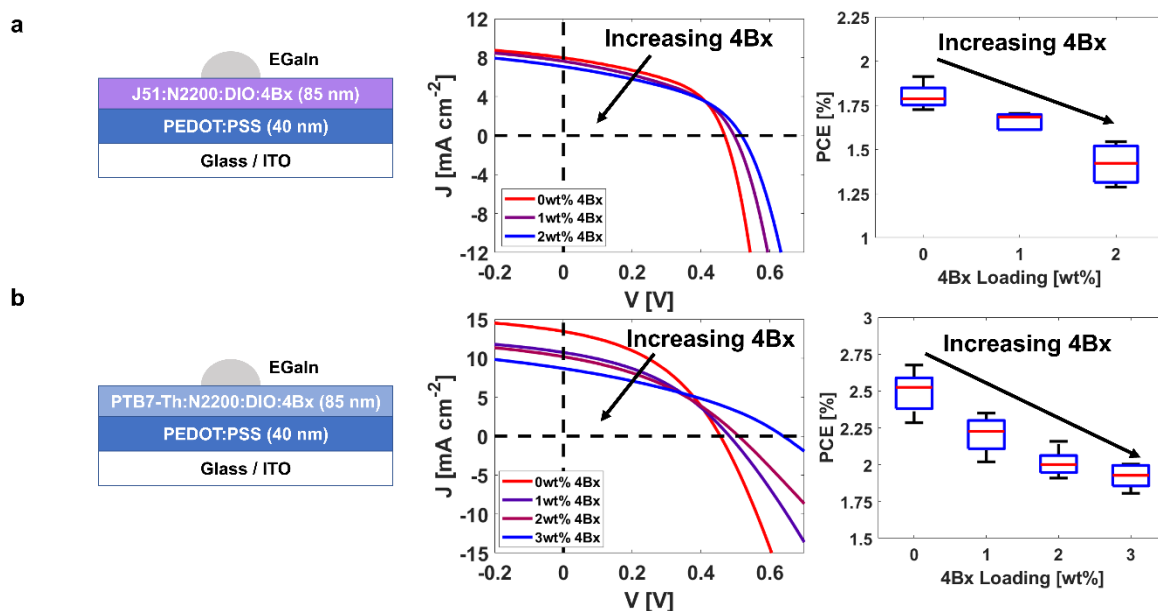 a
EGaIn
J51:N2200:DIO:4Bx (85 nm)
PEDOT:PSS (40 nm)
Glass / ITO
Increasing 4Bx
12
8
4
0
-4
-8
-12
J [mA cm-2]
0wt% 4Bx
1wt% 4Bx
2wt% 4Bx
-0.2 0 0.2 0.4 0.6
V [V]
Increasing 4Bx
2.25
2
1.75
1.5
1.25
1
PCE [%]
0 1 2
4Bx Loading [wt%]
b
EGaIn
PTB7-Th:N2200:DIO:4Bx (85 nm)
PEDOT:PSS (40 nm)
Glass / ITO
Increasing 4Bx
15
10
5
0
-5
-10
-15
J [mA cm-2]
0wt% 4Bx
1wt% 4Bx
2wt% 4Bx
3wt% 4Bx
-0.2 0 0.2 0.4 0.6
V [V]
Increasing 4Bx
3
2.75
2.5
2.25
2
1.75
1.5
PCE [%]
0 1 2 3
4Bx Loading [wt%]